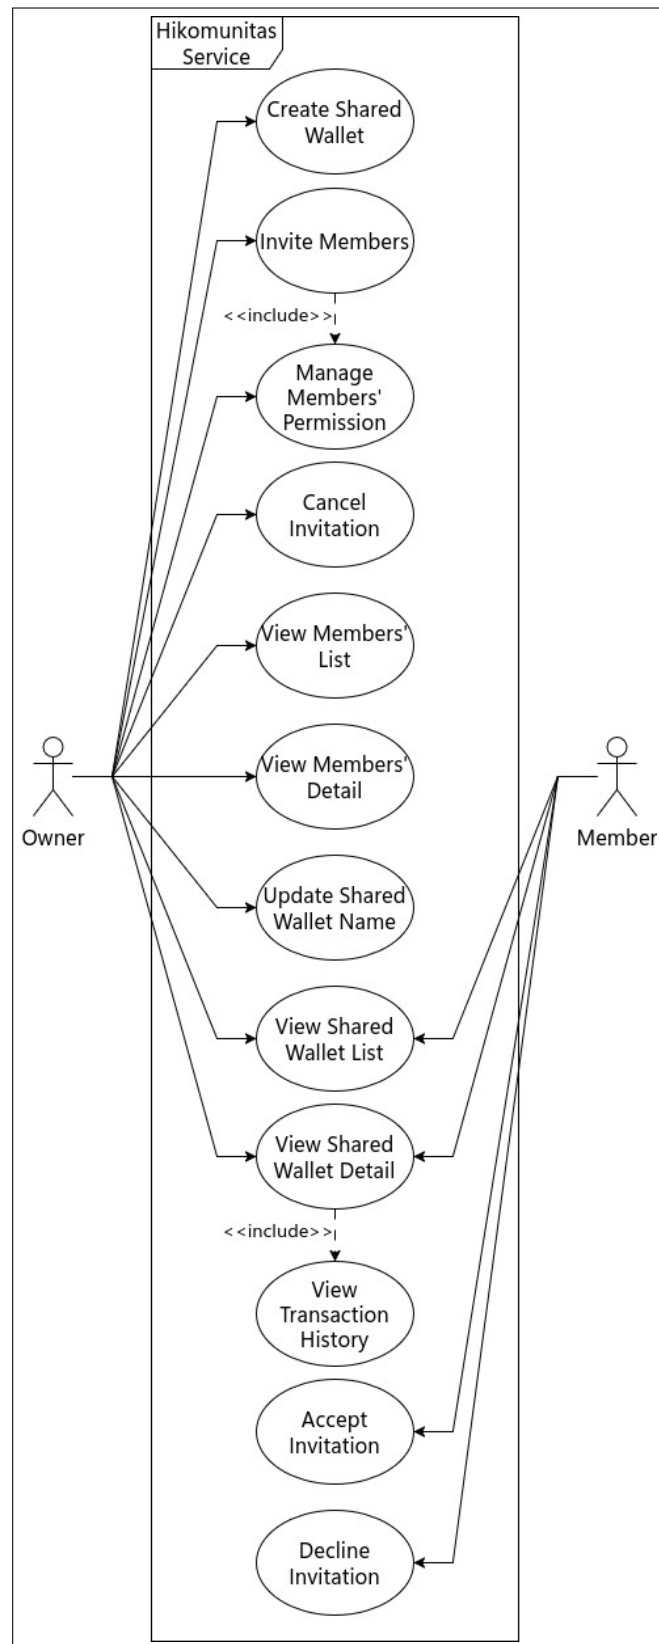 Hikomunitas
Service
Create Shared
Wallet
Invite Members
<<include>>
Manage
Members'
Permission
Cancel
Invitation
View Members'
List
View Members'
Detail
Owner
Member
Update Shared
Wallet Name
View Shared
Wallet List
View Shared
Wallet Detail
<<include>>
View
Transaction
History
Accept
Invitation
Decline
Invitation